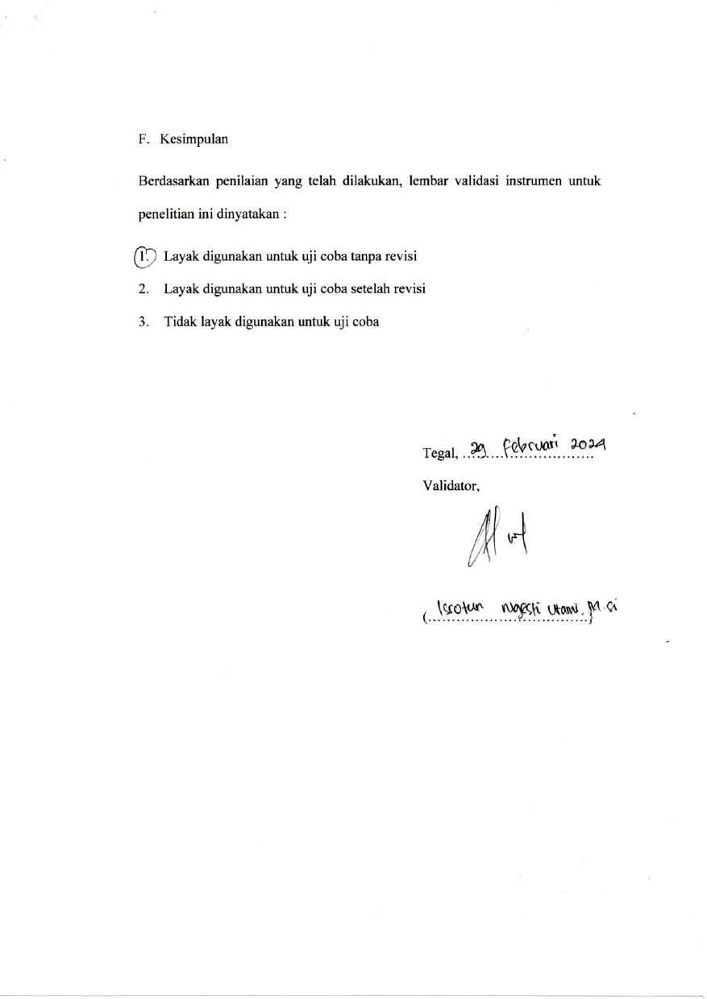 F. Kesimpulan
Berdasarkan penilaian yang telah dilakukan, lembar validasi instrumen untuk
penelitian ini dinyatakan :
1. Layak digunakan untuk uji coba tanpa revisi
2. Layak digunakan untuk uji coba setelah revisi
3. Tidak layak digunakan untuk uji coba
Tegal, 29 Februari 2024
Validator,
(Isrotun Ngesti Utami, M.Si)